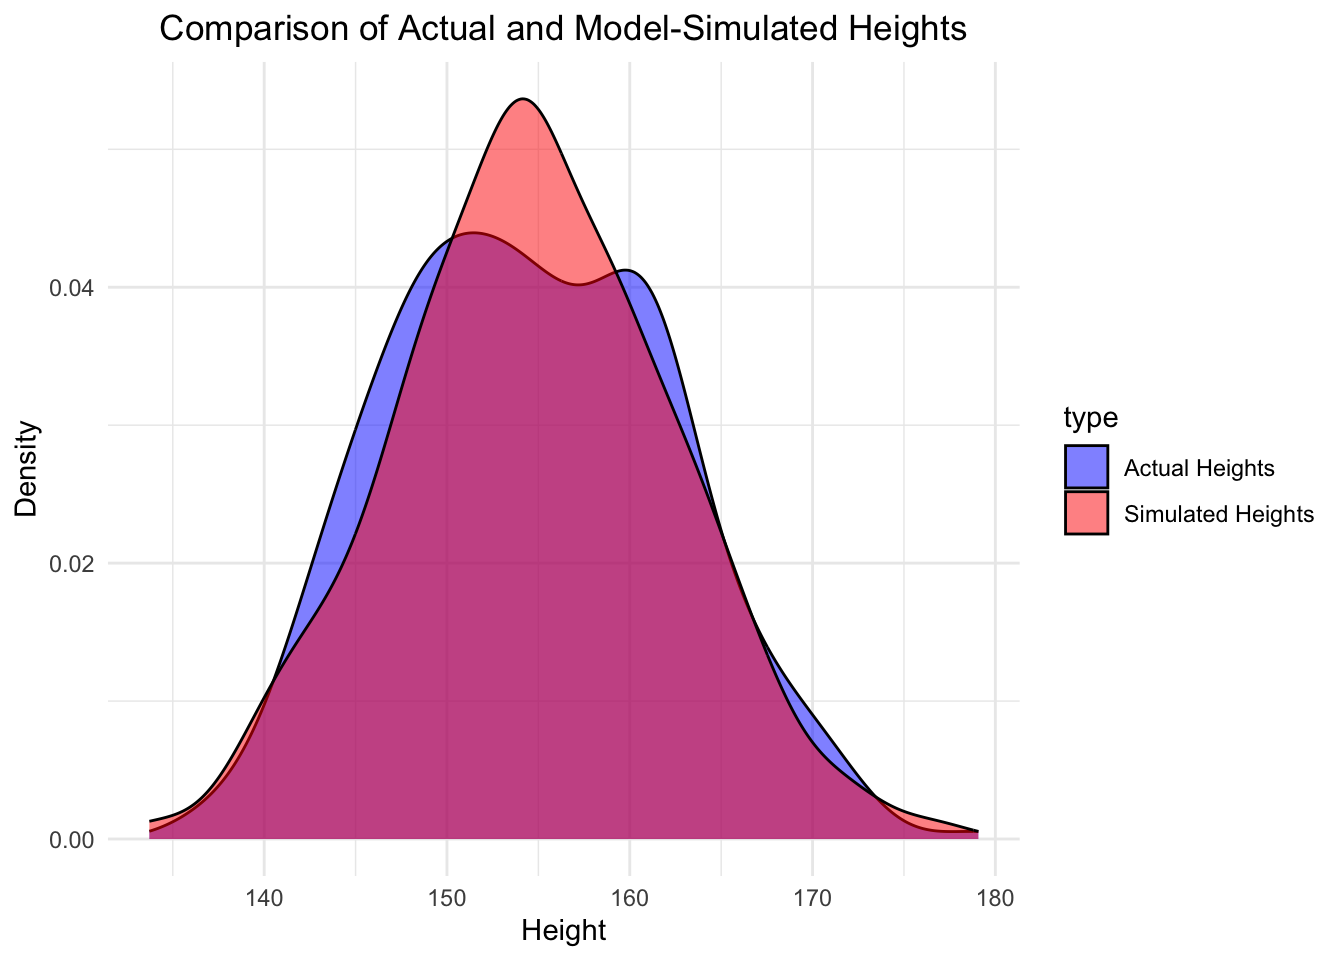 Comparison of Actual and Model-Simulated Heights
Density
0.04
0.02
0.00
140 150 160 170 180
Height
type
Actual Heights
Simulated Heights